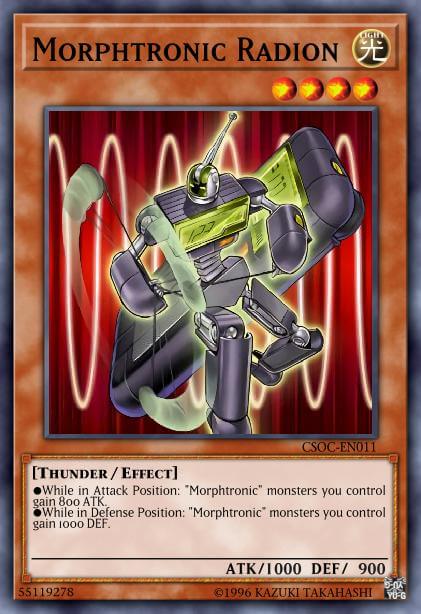 Morphtronic Radion
LIGHT
光
CSOC-EN011
[Thunder / Effect]
●While in Attack Position: "Morphtronic" monsters you control
gain 800 ATK.
●While in Defense Position: "Morphtronic" monsters you control
gain 1000 DEF.
ATK/1000 DEF/ 900
55119278
©1996 KAZUKI TAKAHASHI